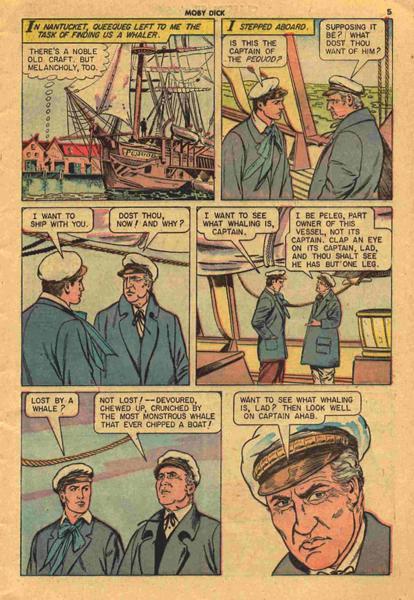 MOBY DICK
5
IN NANTUCKET, QUEEQUEG LEFT TO ME THE
TASK OF FINDING US A WHALER.
THERE'S A NOBLE
OLD CRAFT. BUT
MELANCHOLY, TOO.
PEQUOD
I STEPPED ABOARD.
IS THIS THE
CAPTAIN OF
THE PEQUOD?
SUPPOSING IT
BE? WHAT
DOST THOU
WANT OF HIM?
I WANT TO
SHIP WITH YOU.
DOST THOU,
NOW! AND WHY?
I WANT TO SEE
WHAT WHALING IS,
CAPTAIN.
I BE PELEG, PART
OWNER OF THIS
VESSEL, NOT ITS
CAPTAIN. CLAP AN EYE
ON ITS CAPTAIN, LAD,
AND THOU SHALT SEE
HE HAS BUT ONE LEG.
LOST BY A
WHALE?
NOT LOST!--DEVOURED,
CHEWED UP, CRUNCHED BY
THE MOST MONSTROUS WHALE
THAT EVER CHIPPED A BOAT!
WANT TO SEE WHAT WHALING
IS, LAD? THEN LOOK WELL
ON CAPTAIN AHAB.